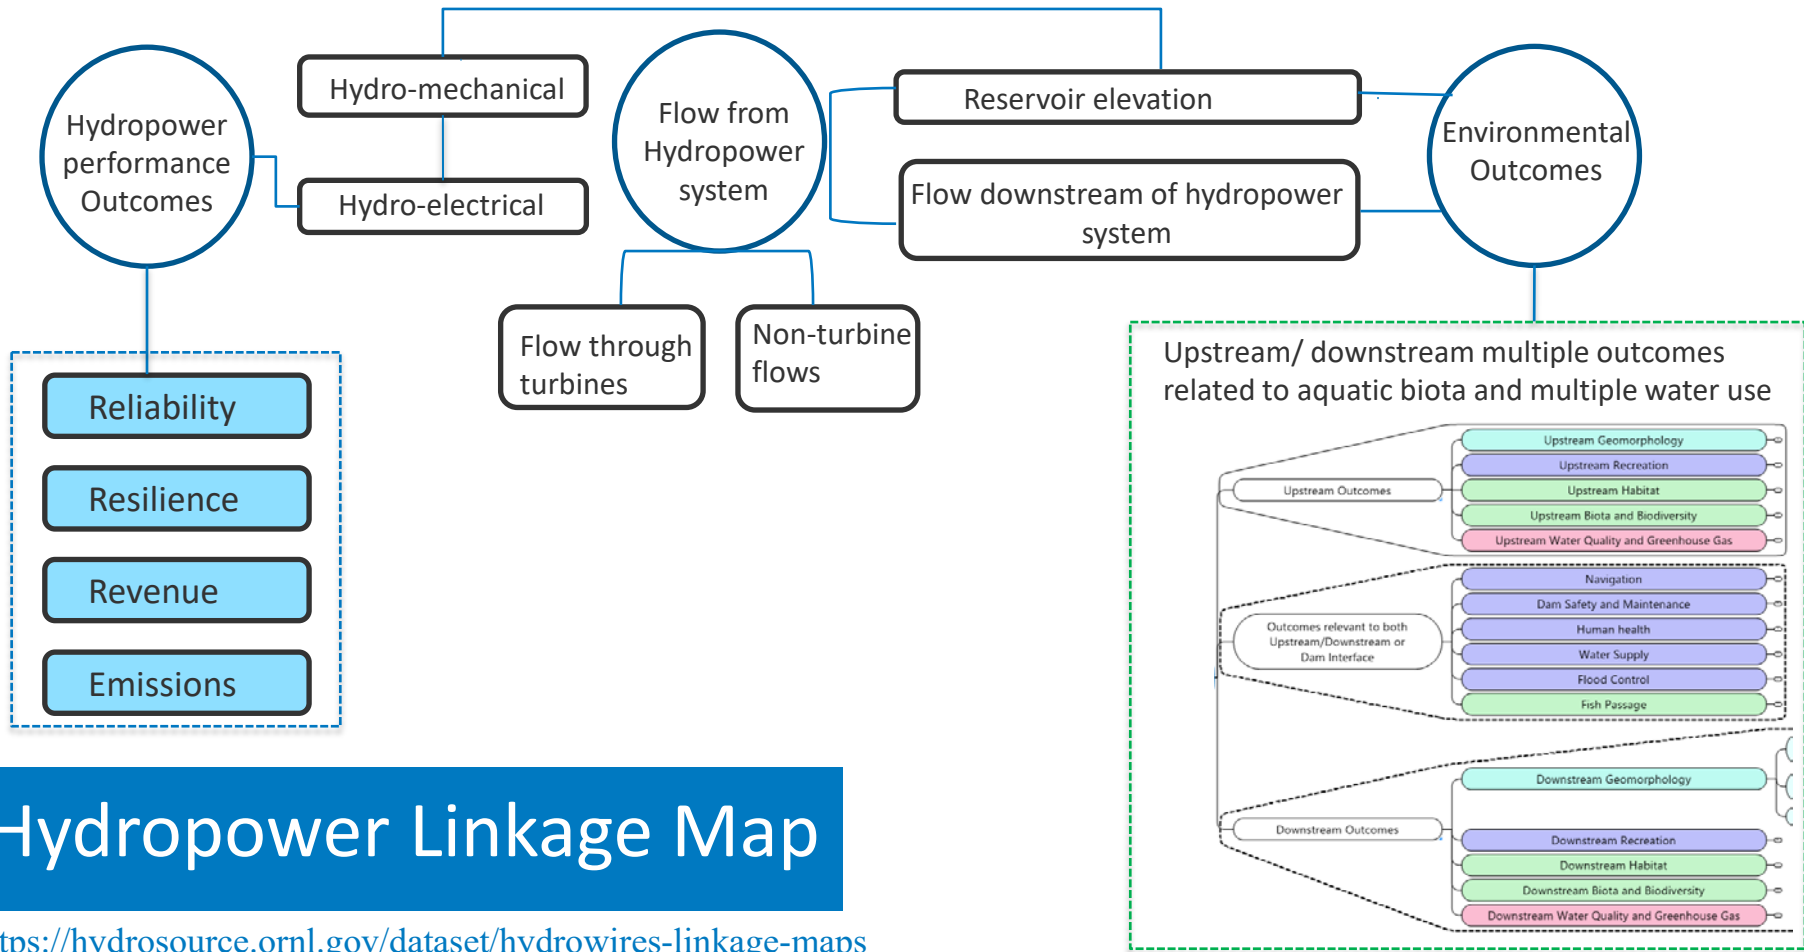 Hydropower
performance
Outcomes
Hydro-mechanical
Hydro-electrical
Flow from
Hydropower
system
Reservoir elevation
Flow downstream of hydropower
system
Environmental
Outcomes
Flow through
turbines
Non-turbine
flows
Reliability
Resilience
Revenue
Emissions
Upstream/ downstream multiple outcomes
related to aquatic biota and multiple water use
Upstream Outcomes
Upstream Geomorphology
Upstream Recreation
Upstream Habitat
Upstream Biota and Biodiversity
Upstream Water Quality and Greenhouse Gas
Outcomes relevant to both
Upstream/Downstream or
Dam Interface
Navigation
Dam Safety and Maintenance
Human health
Water Supply
Flood Control
Fish Passage
Downstream Outcomes
Downstream Geomorphology
Downstream Recreation
Downstream Habitat
Downstream Biota and Biodiversity
Downstream Water Quality and Greenhouse Gas
Hydropower Linkage Map
tps://hydrosource.ornl.gov/dataset/hydrowires-linkage-maps